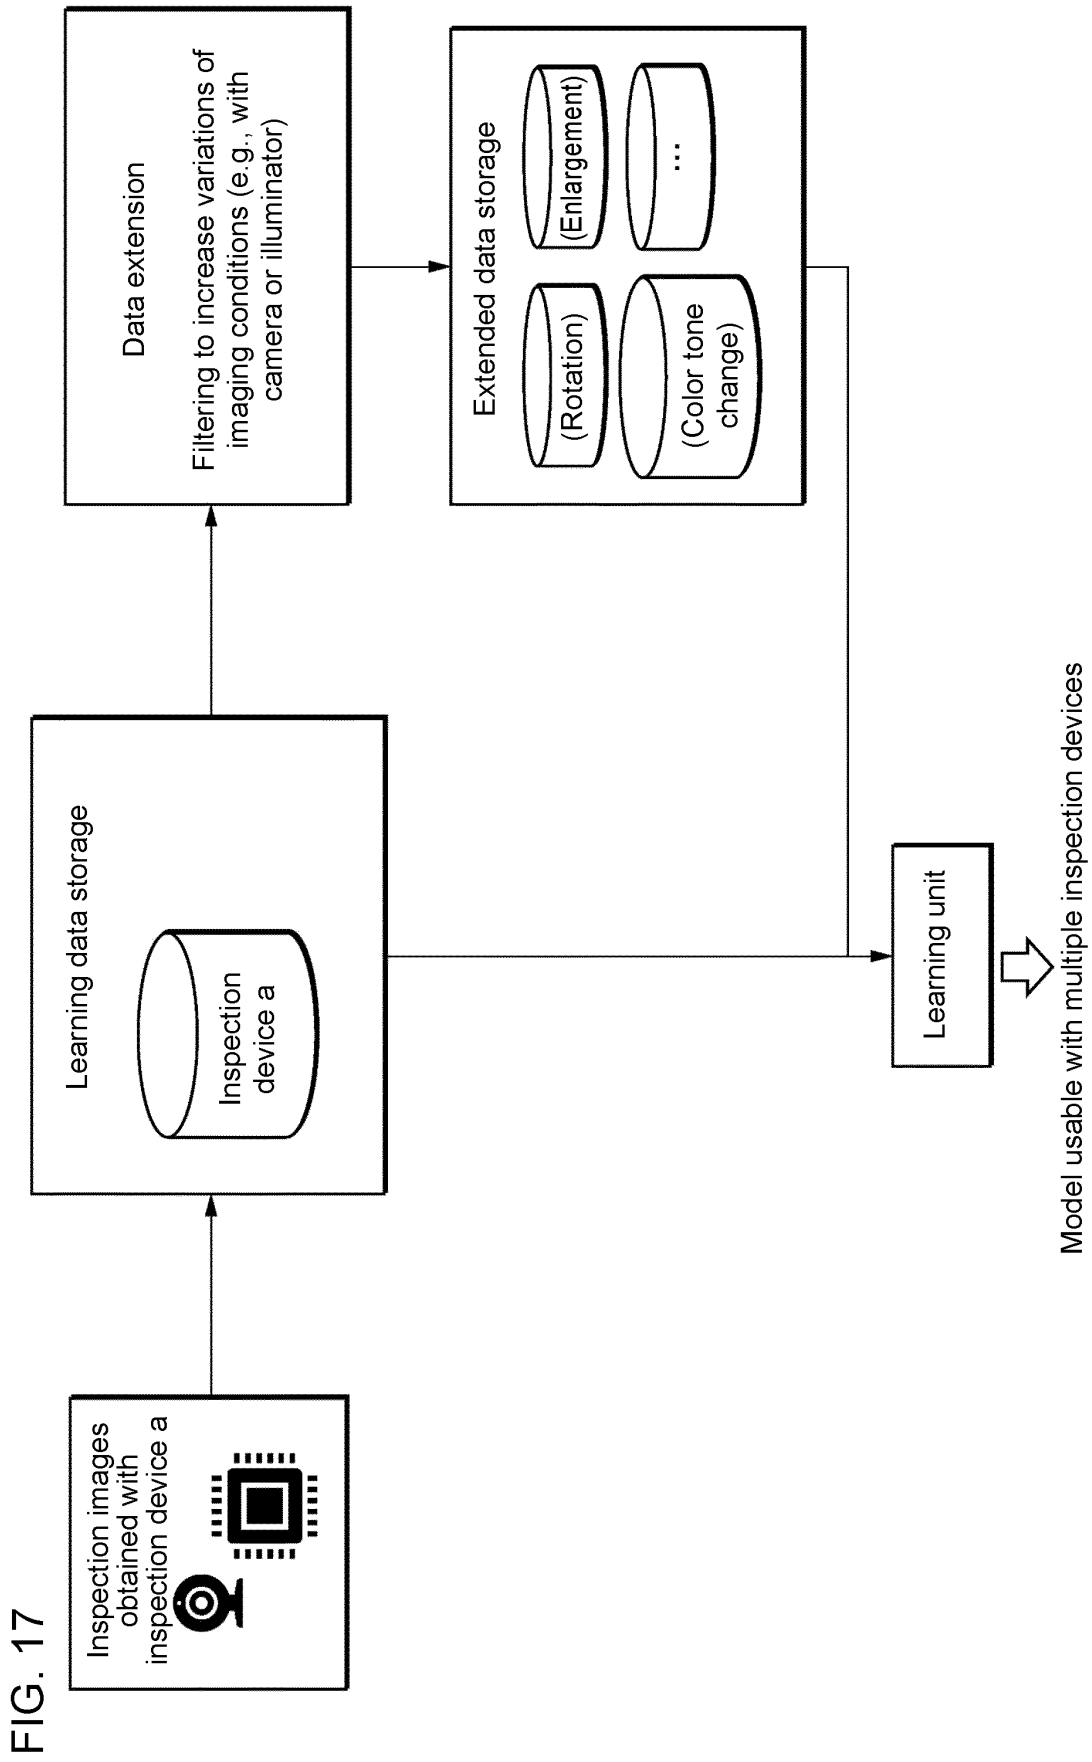 FIG. 17
Inspection images
obtained with
inspection device a
Learning data storage
Inspection
device a
Data extension
Filtering to increase variations of
imaging conditions (e.g., with
camera or illuminator)
Extended data storage
(Rotation)
(Enlargement)
(Color tone
change)
...
Learning unit
Model usable with multiple inspection devices